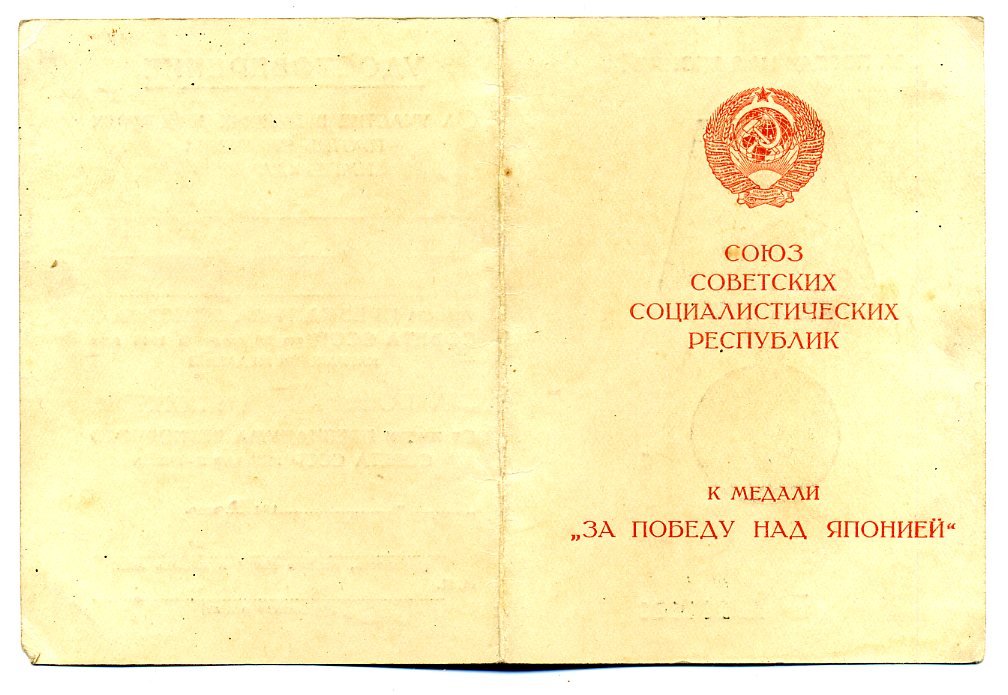 СОЮЗ
СОВЕТСКИХ
СОЦИАЛИСТИЧЕСКИХ
РЕСПУБЛИК
К МЕДАЛИ
„ЗА ПОБЕДУ НАД ЯПОНИЕЙ“